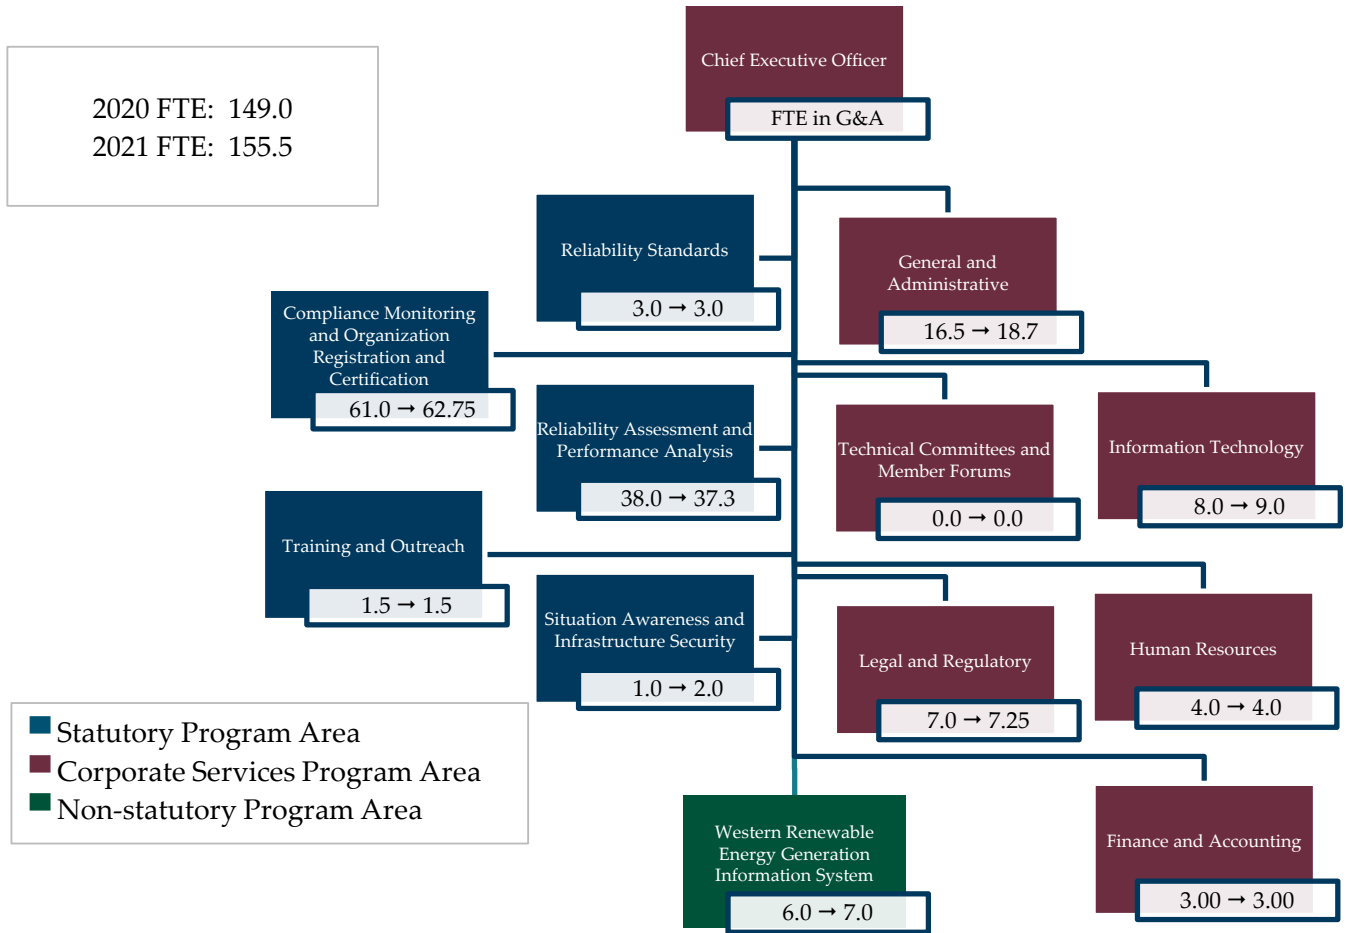 2020 FTE: 149.0
2021 FTE: 155.5
Chief Executive Officer
FTE in G&A
Reliability Standards
3.0 → 3.0
General and
Administrative
16.5 → 18.7
Compliance Monitoring
and Organization
Registration and
Certification
61.0 → 62.75
Reliability Assessment and
Performance Analysis
38.0 → 37.3
Technical Committees and
Member Forums
0.0 → 0.0
Information Technology
8.0 → 9.0
Training and Outreach
1.5 → 1.5
Situation Awareness and
Infrastructure Security
1.0 → 2.0
Legal and Regulatory
7.0 → 7.25
Human Resources
4.0 → 4.0
Statutory Program Area
Corporate Services Program Area
Non-statutory Program Area
Western Renewable
Energy Generation
Information System
6.0 → 7.0
Finance and Accounting
3.00 → 3.00